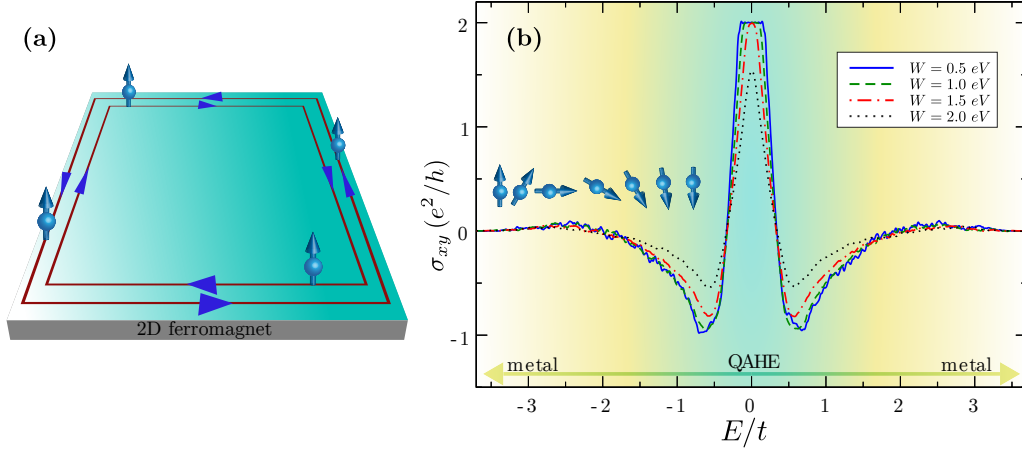 (a)
2D ferromagnet
(b)
W = 0.5 eV
W = 1.0 eV
W = 1.5 eV
W = 2.0 eV
σxy (e²/h)
2
1
0
-1
metal
QAHE
metal
-3 -2 -1 0 1 2 3
E/t